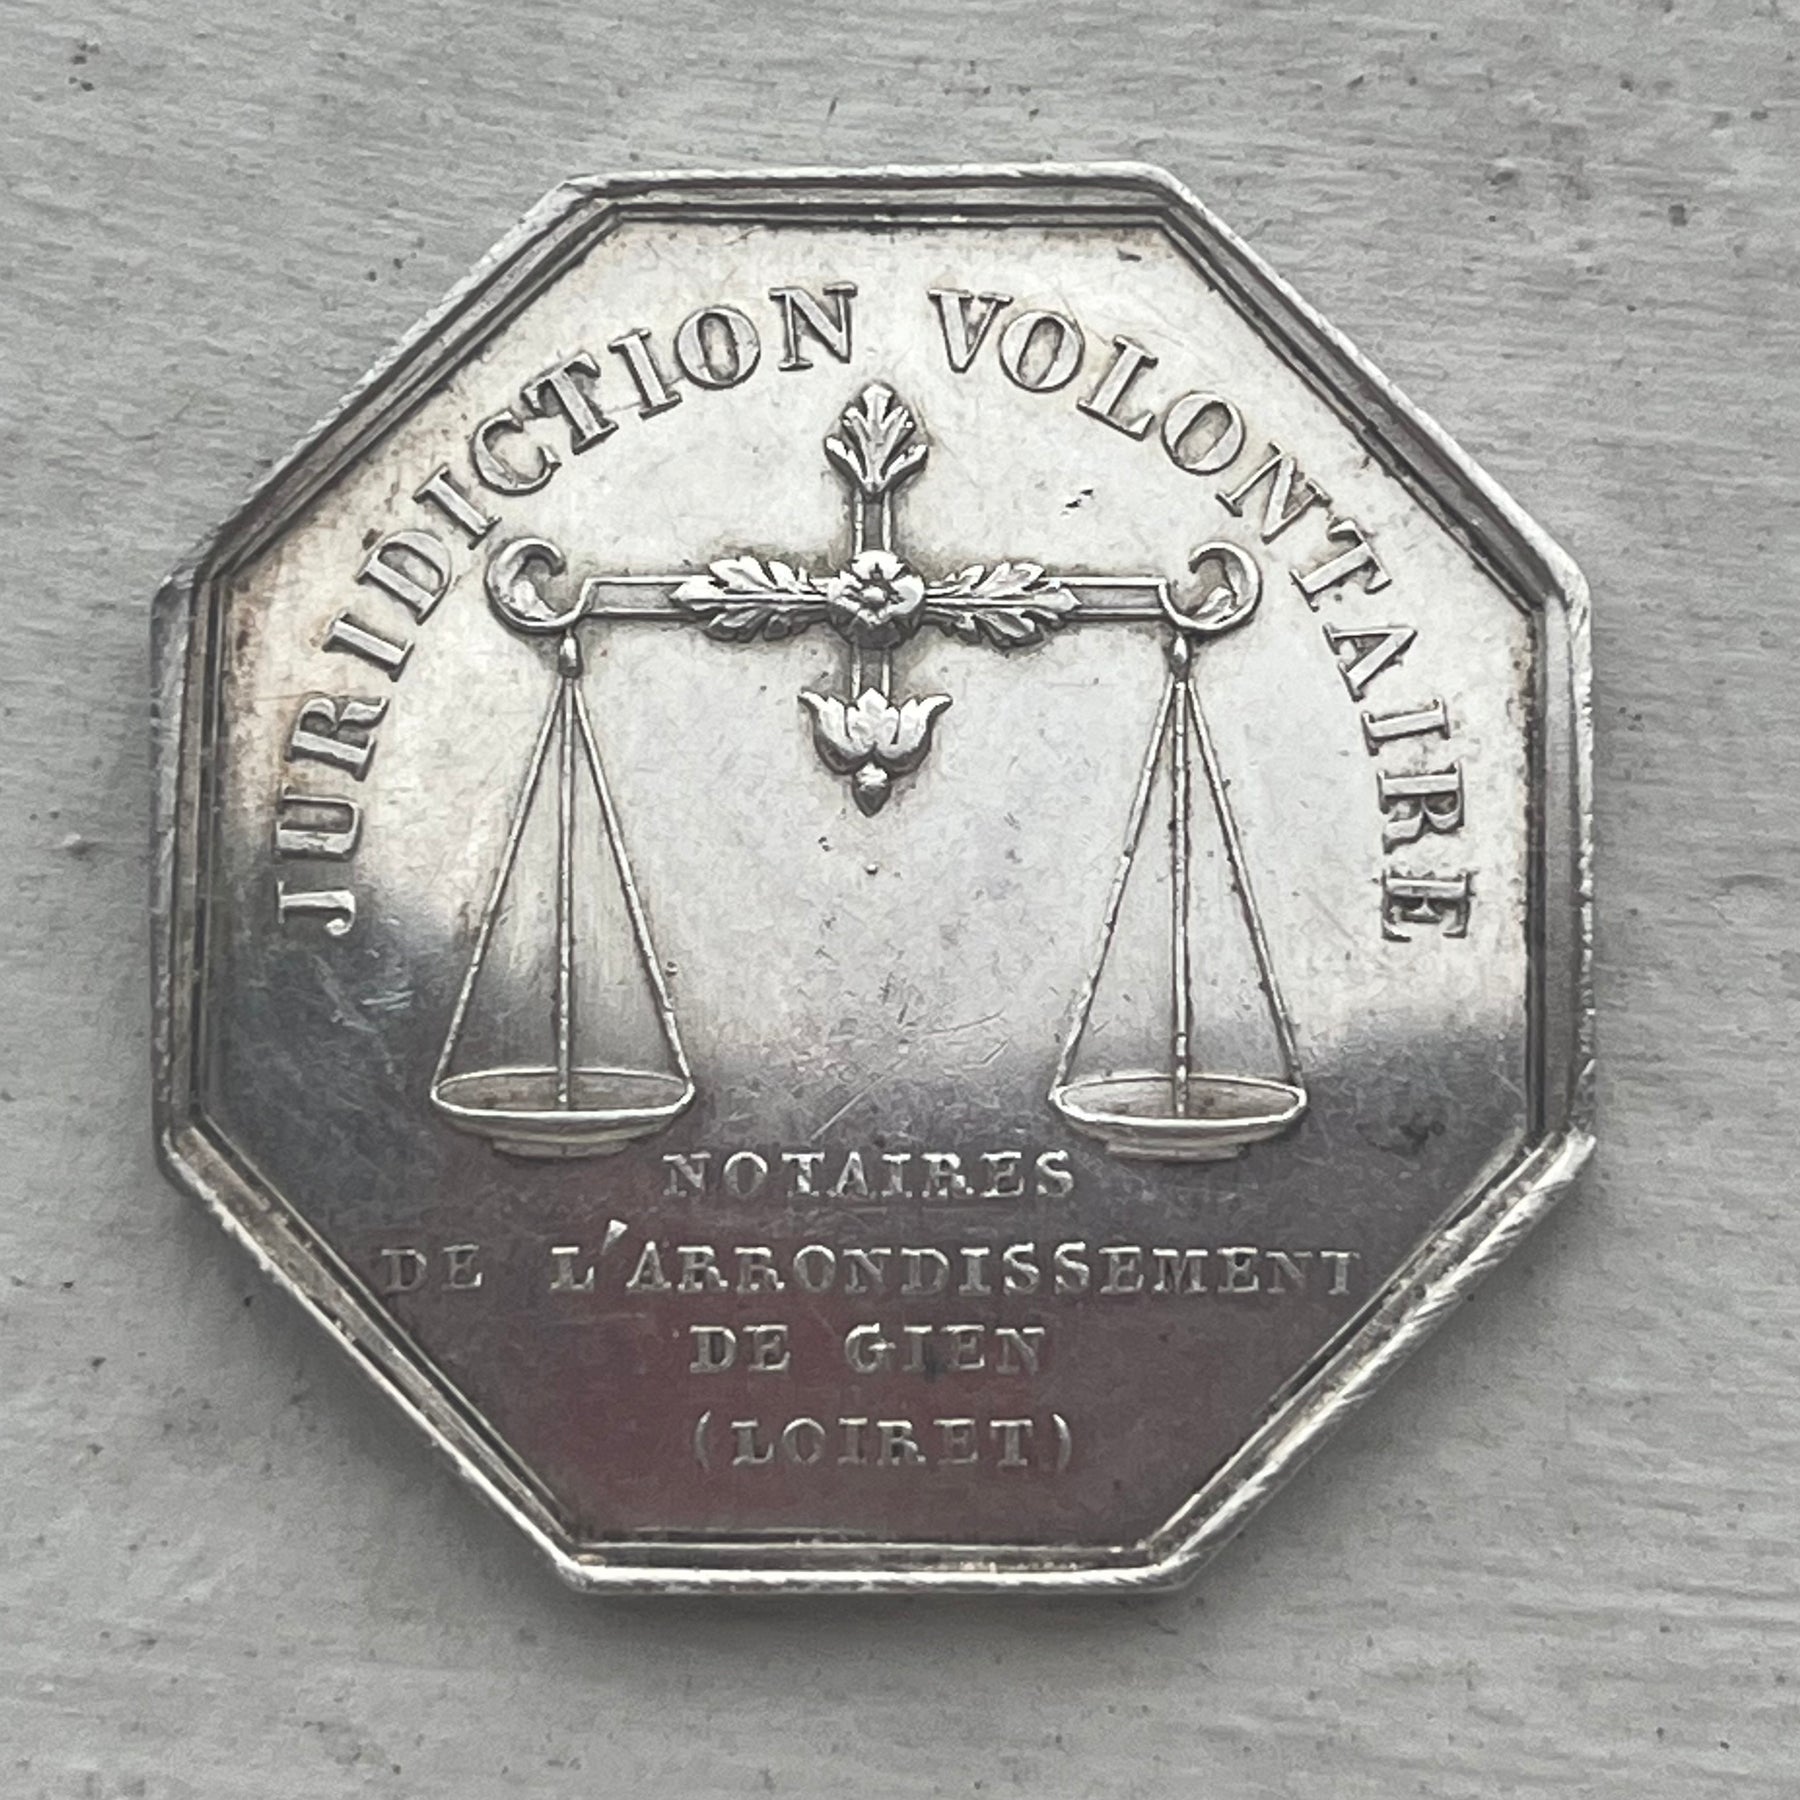 JURIDICTION VOLONTAIRE
NOTAIRES
DE L'ARRONDISSEMENT
DE GIEN
(LOIRET)